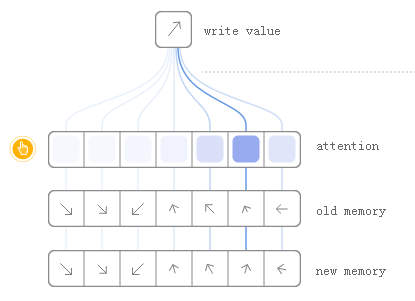 write value
attention
old memory
new memory